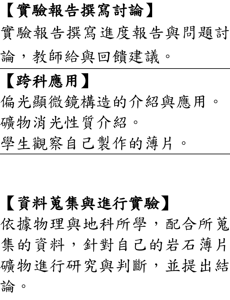 【實驗報告撰寫討論】
實驗報告撰寫進度報告與問題討
論，教師給與回饋建議。
【跨科應用】
偏光顯微鏡構造的介紹與應用。
礦物消光性質介紹。
學生觀察自己製作的薄片。
【資料蒐集與進行實驗】
依據物理與地科所學，配合所蒐
集的資料，針對自己的岩石薄片
礦物進行研究與判斷，並提出結
論。